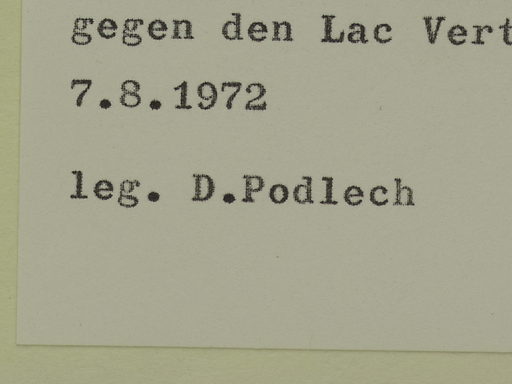 gegen den Lac Vert
7.8.1972
leg. D.Podlech